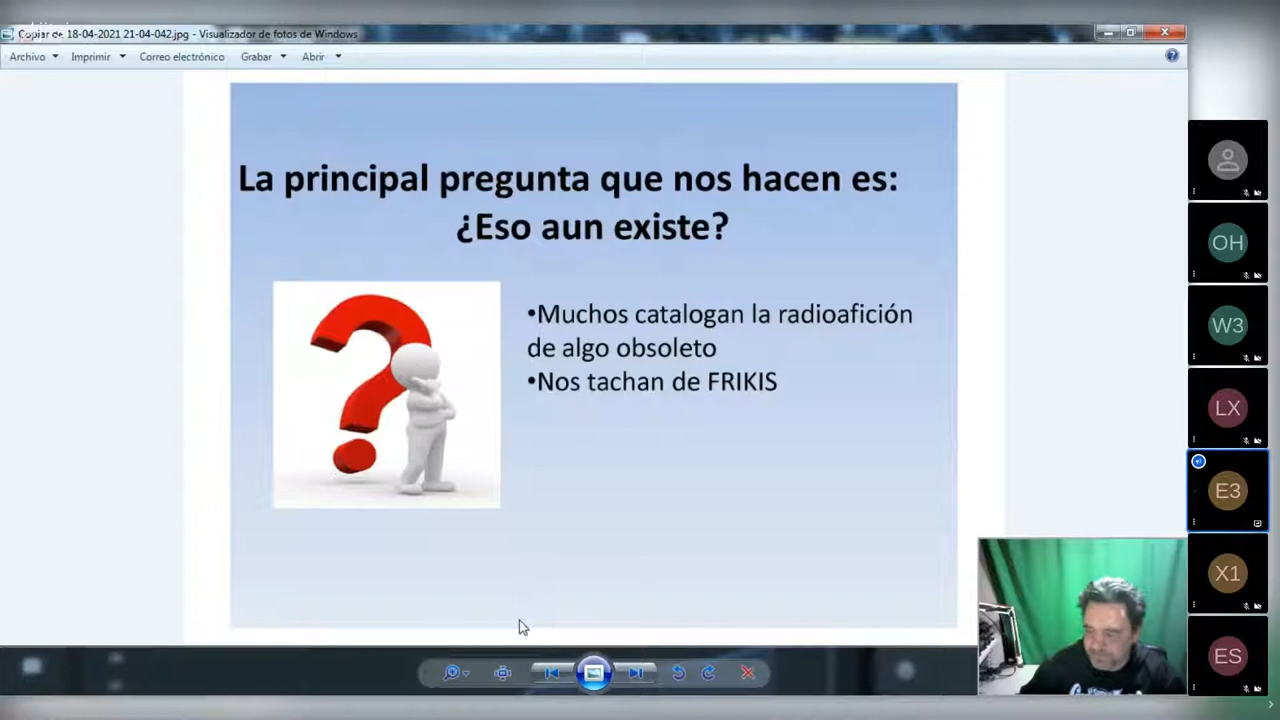 Copiar de 18-04-2021 21-04-042.jpg - Visualizador de fotos de Windows
Archivo Imprimir Correo electrónico Grabar Abrir
La principal pregunta que nos hacen es:
¿Eso aun existe?
•Muchos catalogan la radioafición
de algo obsoleto
•Nos tachan de FRIKIS
OH
W3
LX
E3
X1
ES